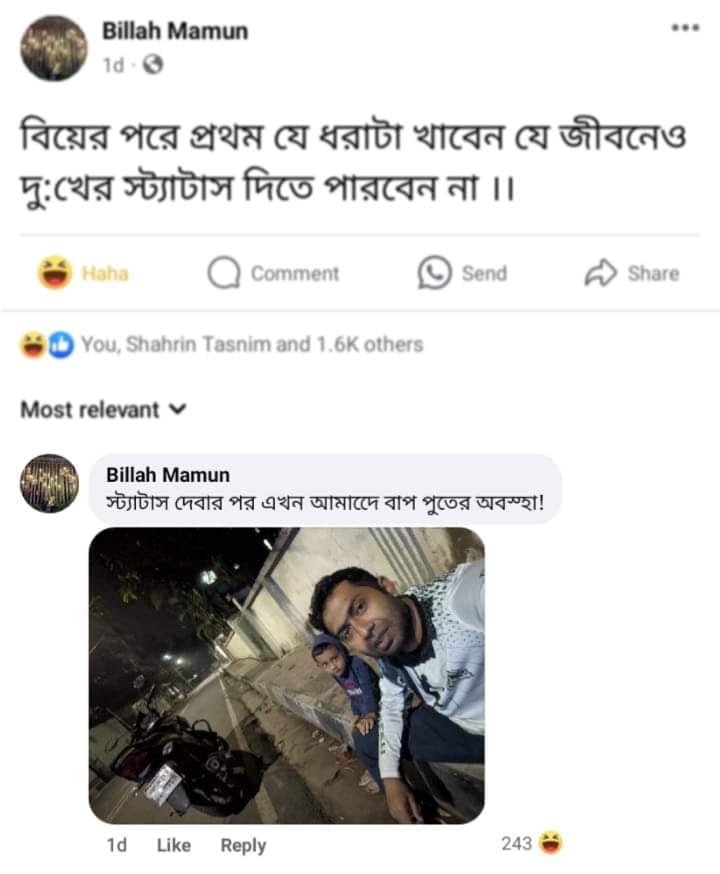 Billah Mamun
1d ·
বিয়ের পরে প্রথম যে ধরাটা খাবেন যে জীবনেও
দু:খের স্ট্যাটাস দিতে পারবেন না ।।
Haha Comment Send Share
You, Shahrin Tasnim and 1.6K others
Most relevant
Billah Mamun
স্ট্যাটাস দেবার পর এখন আমাদে বাপ পুতের অবস্হা!
1d Like Reply 243